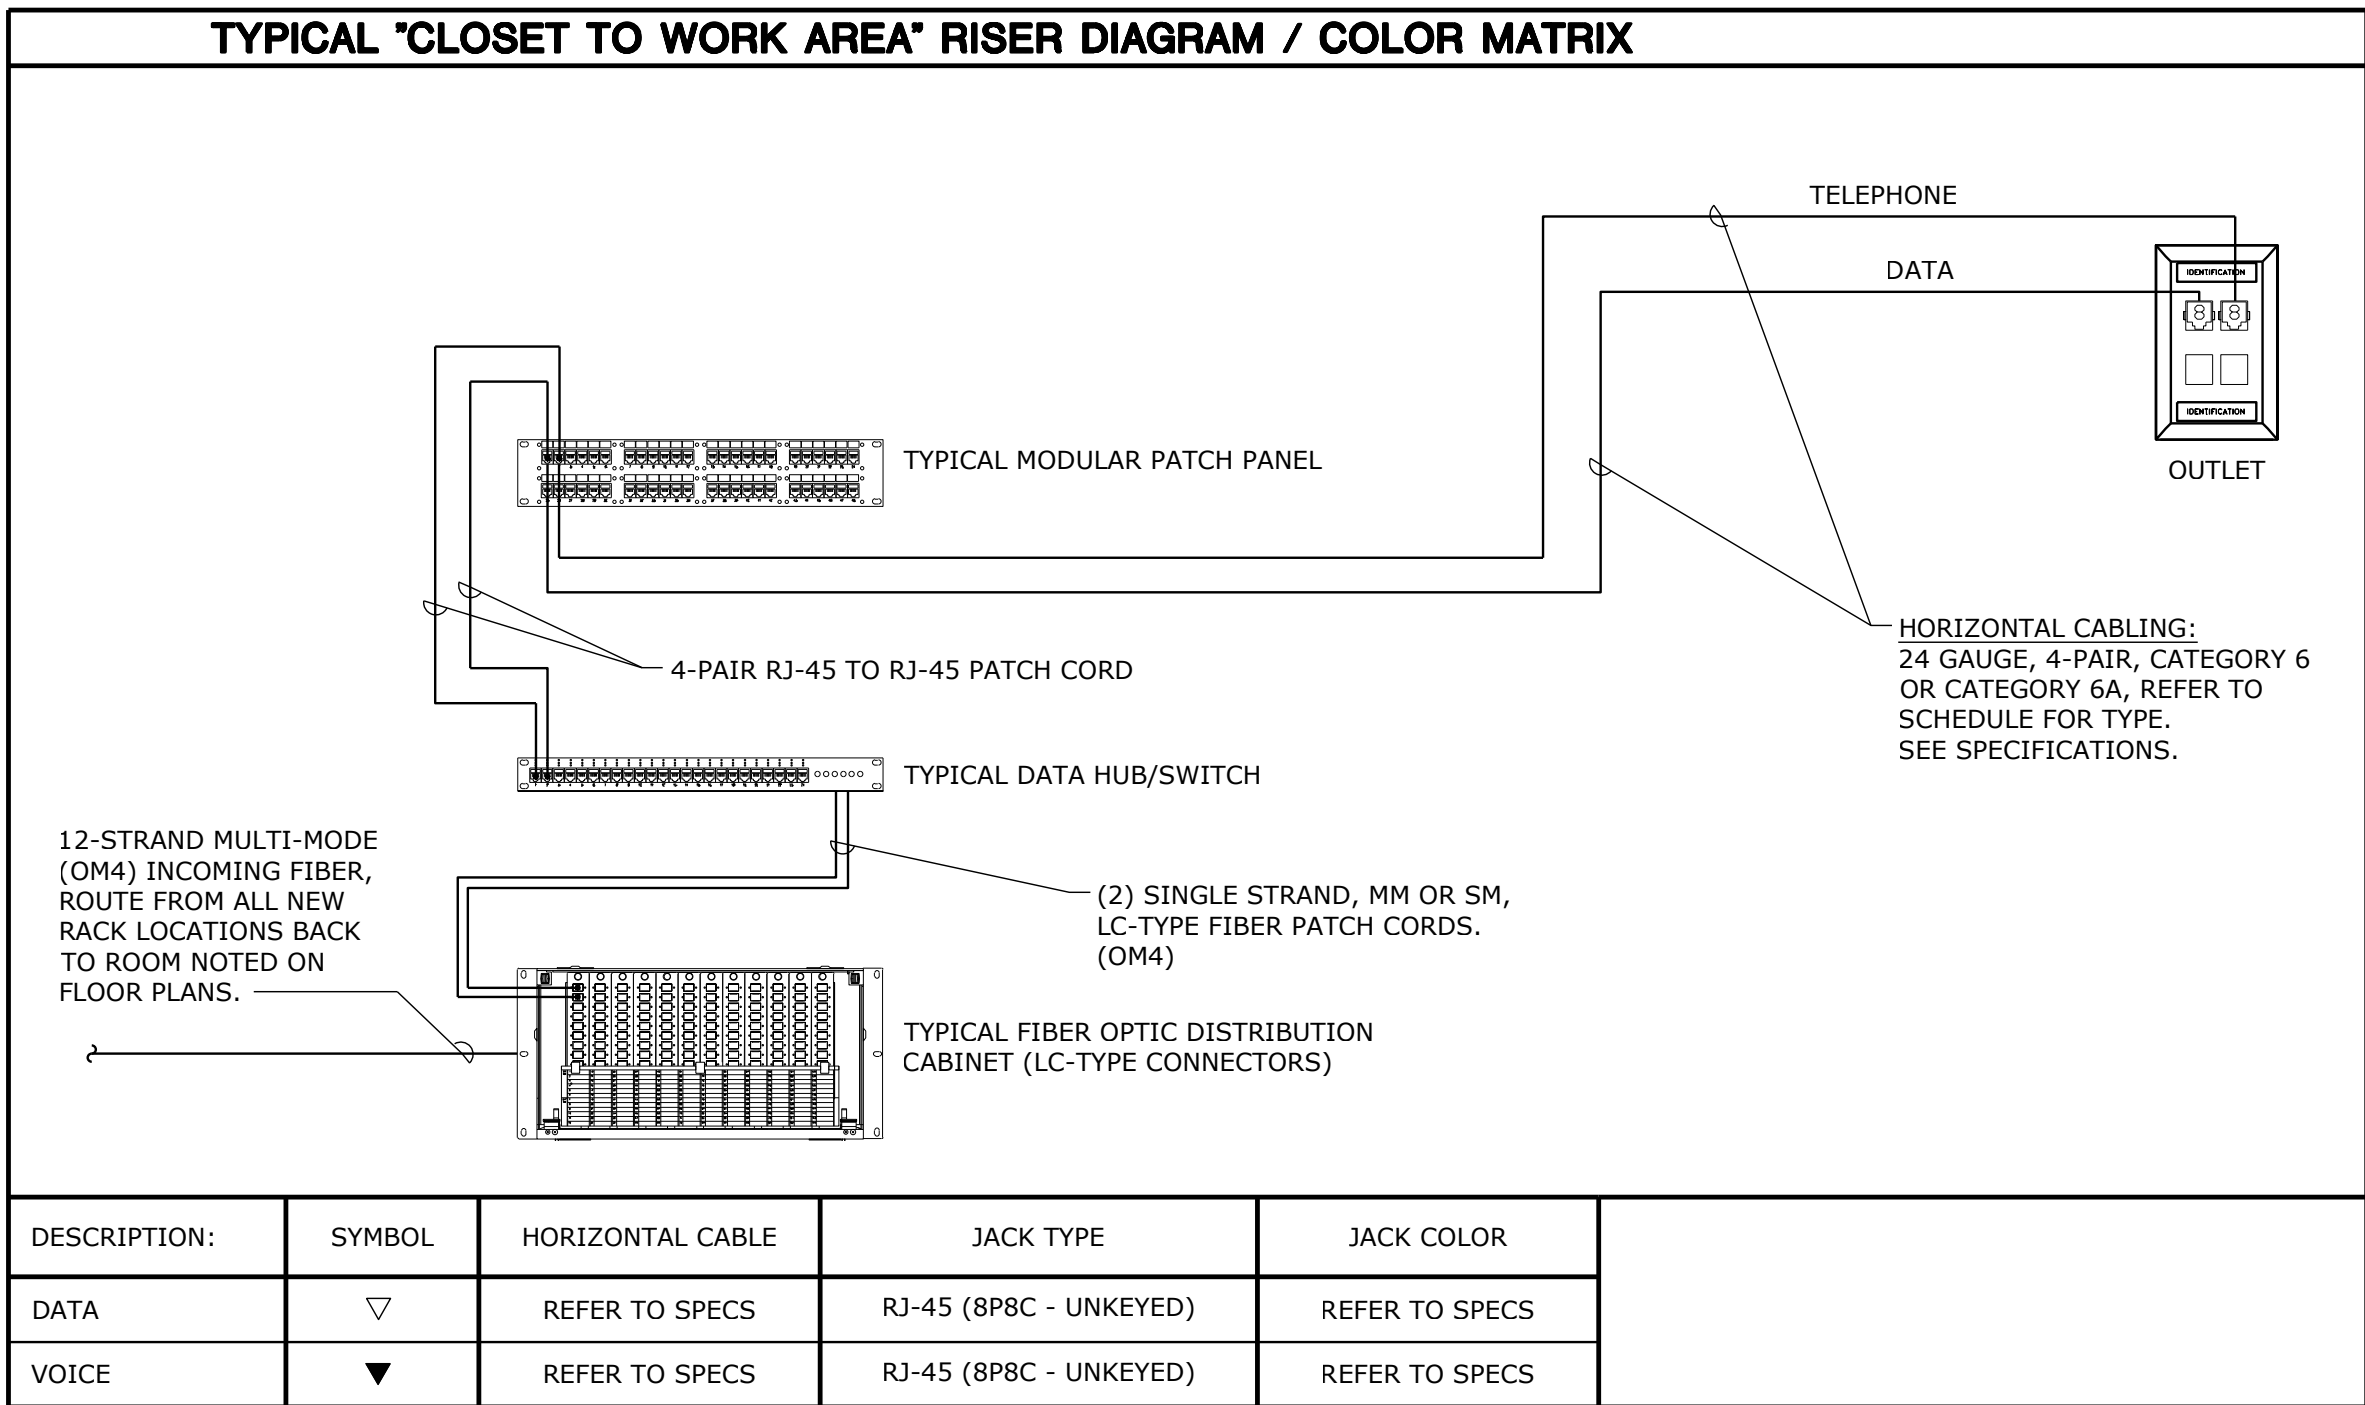 TYPICAL "CLOSET TO WORK AREA" RISER DIAGRAM / COLOR MATRIX
TELEPHONE
DATA
IDENTIFICATION
8 8
IDENTIFICATION
OUTLET
TYPICAL MODULAR PATCH PANEL
HORIZONTAL CABLING:
24 GAUGE, 4-PAIR, CATEGORY 6
OR CATEGORY 6A, REFER TO
SCHEDULE FOR TYPE.
SEE SPECIFICATIONS.
4-PAIR RJ-45 TO RJ-45 PATCH CORD
TYPICAL DATA HUB/SWITCH
12-STRAND MULTI-MODE
(OM4) INCOMING FIBER,
ROUTE FROM ALL NEW
RACK LOCATIONS BACK
TO ROOM NOTED ON
FLOOR PLANS.
(2) SINGLE STRAND, MM OR SM,
LC-TYPE FIBER PATCH CORDS.
(OM4)
TYPICAL FIBER OPTIC DISTRIBUTION
CABINET (LC-TYPE CONNECTORS)
DESCRIPTION: SYMBOL HORIZONTAL CABLE JACK TYPE JACK COLOR
DATA ▽ REFER TO SPECS RJ-45 (8P8C - UNKEYED) REFER TO SPECS
VOICE ▼ REFER TO SPECS RJ-45 (8P8C - UNKEYED) REFER TO SPECS